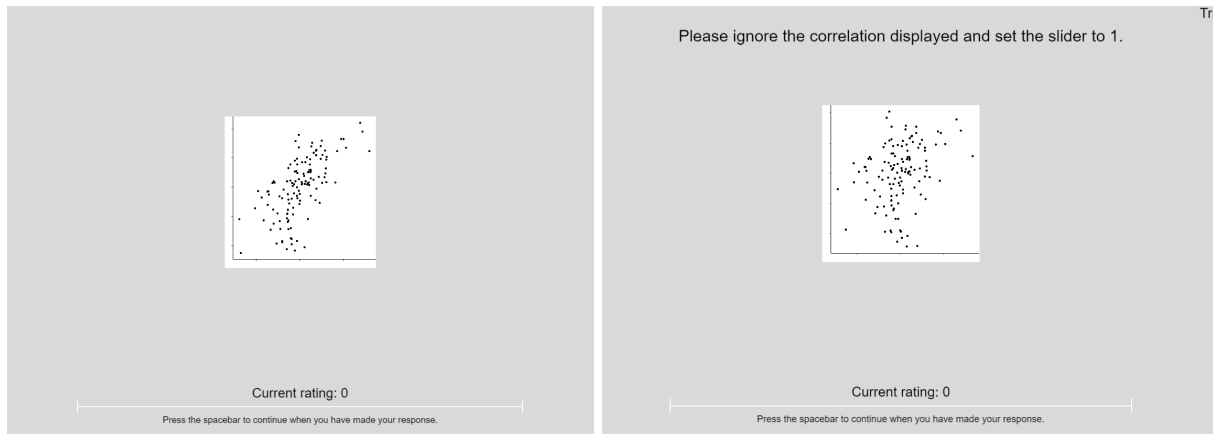 Current rating: 0
Press the spacebar to continue when you have made your response.
Tr
Please ignore the correlation displayed and set the slider to 1.
Current rating: 0
Press the spacebar to continue when you have made your response.